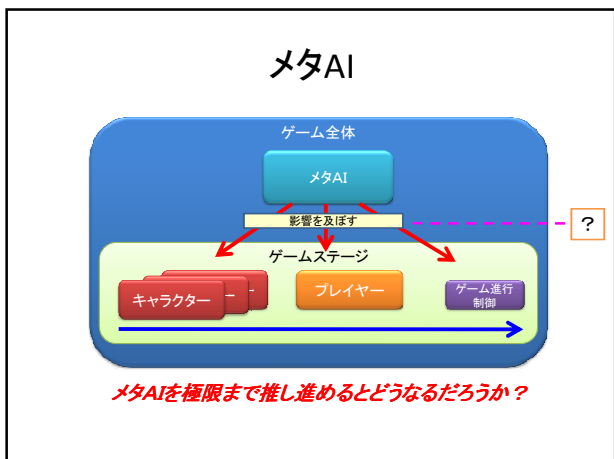 メタAI
ゲーム全体
メタAI
影響を及ぼす
?
ゲームステージ
キャラクター
ー
ー
プレイヤー
ゲーム進行
制御
メタAIを極限まで推し進めるとどうなるだろうか？